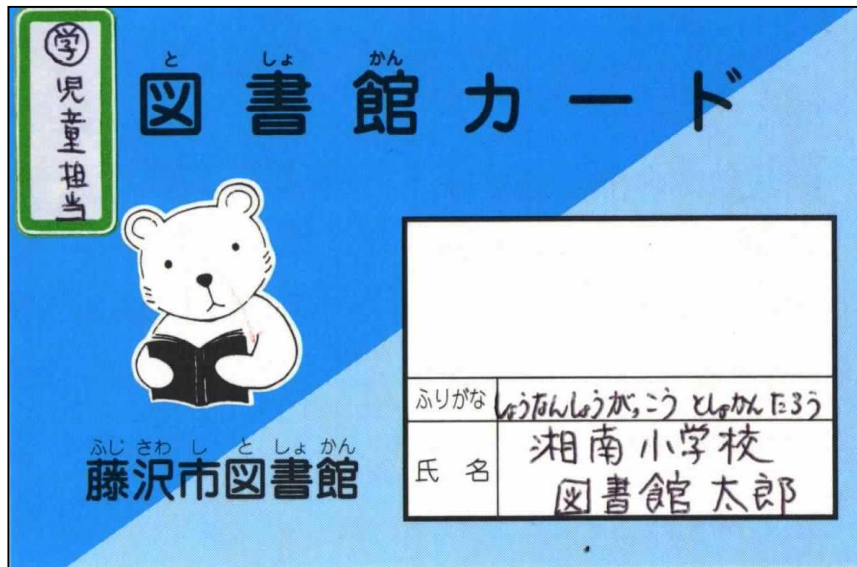 学
児童担当
と しょ かん
図書館カード
ふりがな しょうなんしょうがっこう としょかん たろう
氏名 湘南小学校
図書館 太郎
ふじ さわ し と しょ かん
藤沢市図書館